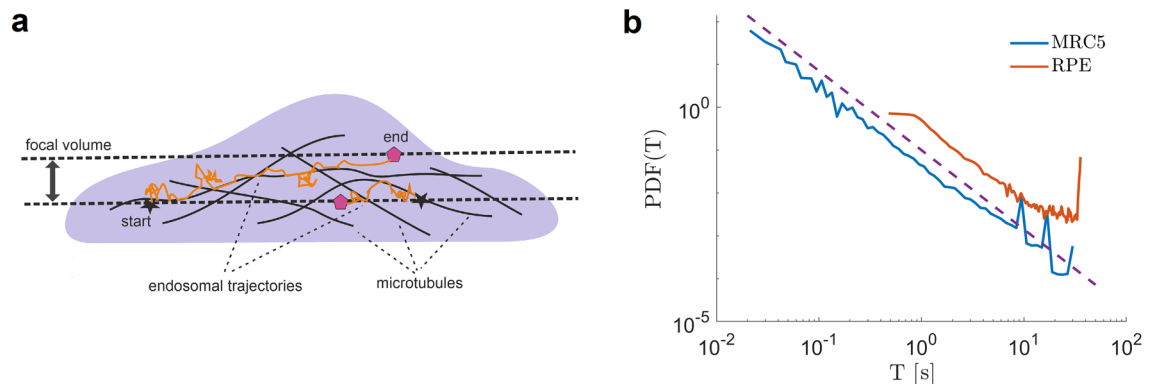 a
focal volume
end
start
endosomal trajectories
microtubules
b
MRC5
RPE
PDF(T)
10^0
10^-5
10^-2
10^-1
10^0
10^1
10^2
T [s]